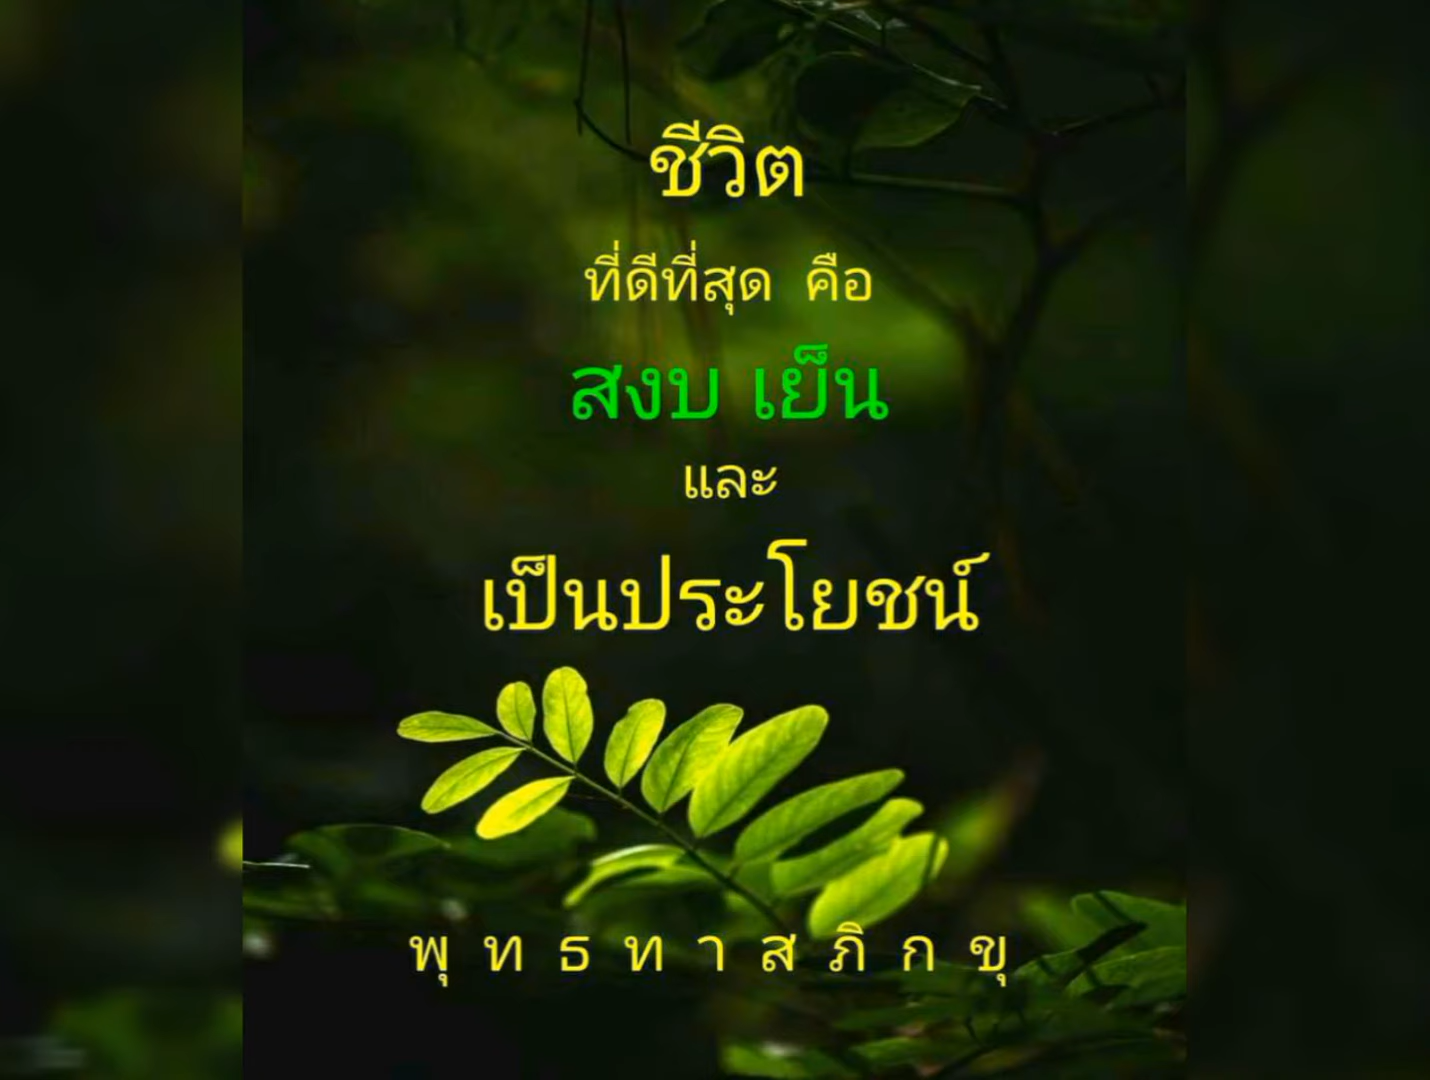 ชีวิต
ที่ดีที่สุด คือ
สงบ เย็น
และ
เป็นประโยชน์
พุ ท ธ ท า ส ภิ ก ขุ